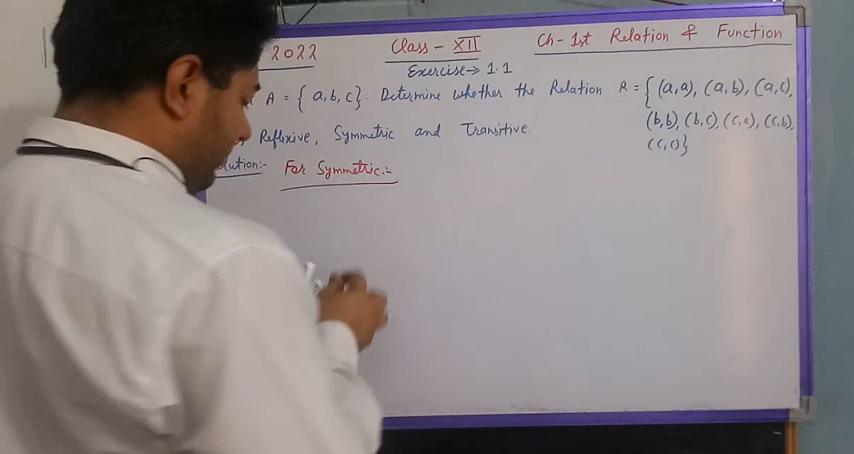 2022 Class - XII Ch- 1st Relation & Function
Exercise→ 1.1
A = { a, b, c}. Determine whether the Relation R = { (a,a), (a,b), (a,c),
(b,b), (b,c), (c,a), (c,b),
(c,c)}
Reflexive, Symmetric and Transitive.
lution:- For Symmetric:-